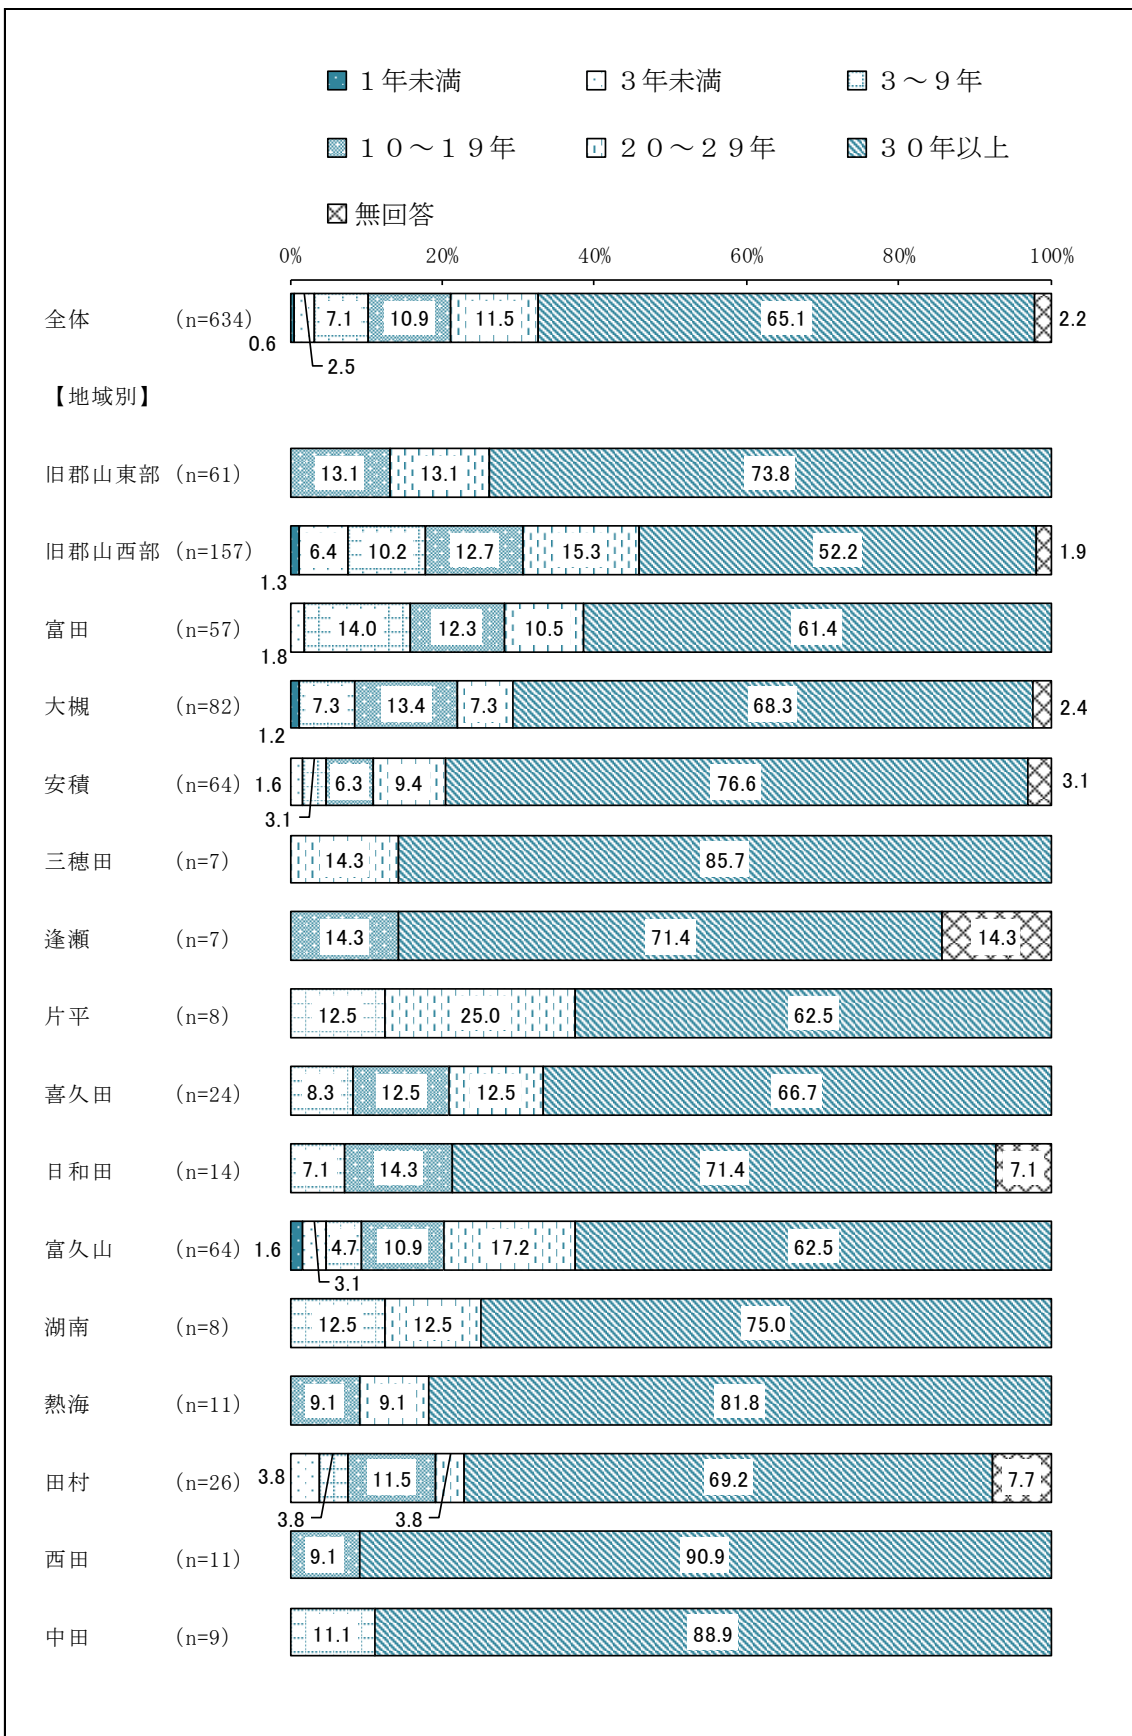 １年未満 ３年未満 ３～９年
１０～１９年 ２０～２９年 ３０年以上
無回答
0% 20% 40% 60% 80% 100%
全体 (n=634) 0.6 2.5 7.1 10.9 11.5 65.1 2.2
【地域別】
旧郡山東部 (n=61) 13.1 13.1 73.8
旧郡山西部 (n=157) 1.3 6.4 10.2 12.7 15.3 52.2 1.9
富田 (n=57) 1.8 14.0 12.3 10.5 61.4
大槻 (n=82) 1.2 7.3 13.4 7.3 68.3 2.4
安積 (n=64) 1.6 3.1 6.3 9.4 76.6 3.1
三穂田 (n=7) 14.3 85.7
逢瀬 (n=7) 14.3 71.4 14.3
片平 (n=8) 12.5 25.0 62.5
喜久田 (n=24) 8.3 12.5 12.5 66.7
日和田 (n=14) 7.1 14.3 71.4 7.1
富久山 (n=64) 1.6 3.1 4.7 10.9 17.2 62.5
湖南 (n=8) 12.5 12.5 75.0
熱海 (n=11) 9.1 9.1 81.8
田村 (n=26) 3.8 3.8 11.5 3.8 69.2 7.7
西田 (n=11) 9.1 90.9
中田 (n=9) 11.1 88.9